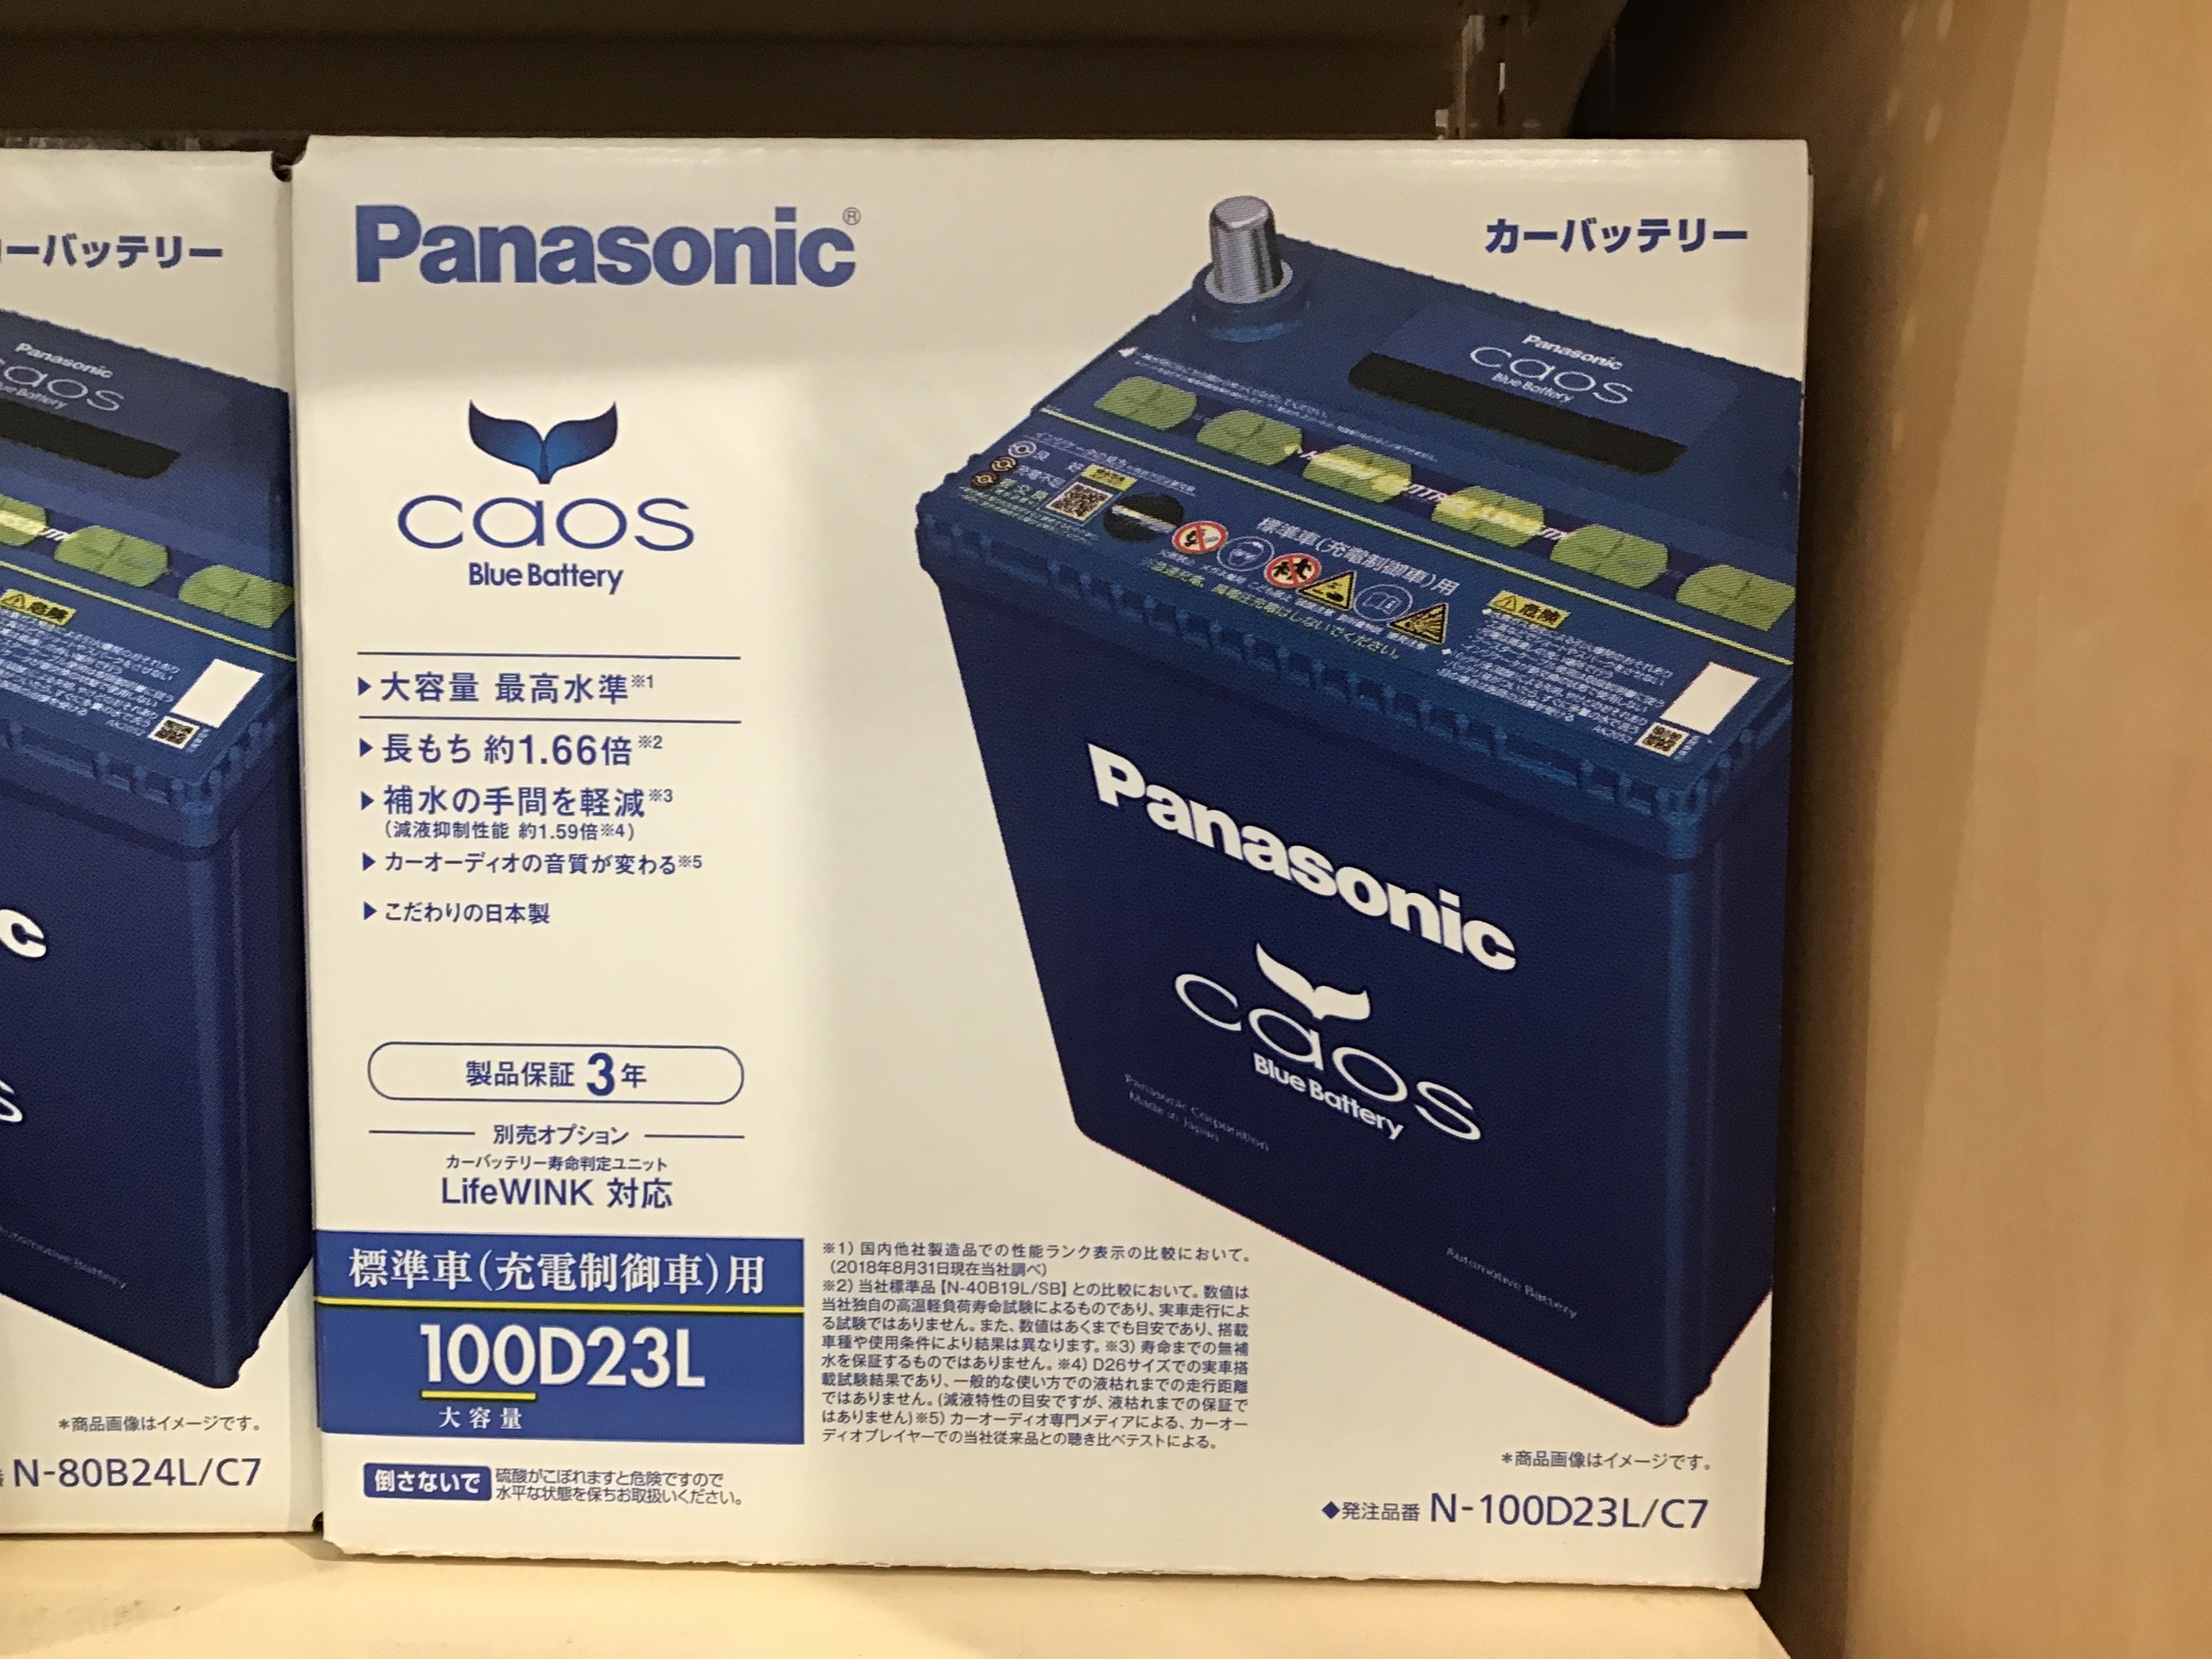 ーバッテリー
Panasonic
caos
Blue Battery
危険
*商品画像はイメージです。
N-80B24L/C7
Panasonic®
カーバッテリー
caos
Blue Battery
▶大容量 最高水準※1
▶長もち 約1.66倍※2
▶補水の手間を軽減※3
(減液抑制性能 約1.59倍※4)
▶カーオーディオの音質が変わる※5
▶こだわりの日本製
製品保証 3年
別売オプション
カーバッテリー寿命判定ユニット
LifeWINK 対応
標準車(充電制御車)用
100D23L
大容量
倒さないで
硫酸がこぼれますと危険ですので
水平な状態を保ちお取扱いください。
Panasonic
caos
Blue Battery
標準車(充電制御車)用
危険
Panasonic
caos
Blue Battery
Panasonic Corporation
Made in Japan
Automotive Battery
※1) 国内他社製造品での性能ランク表示の比較において。
(2018年8月31日現在当社調べ)
※2) 当社標準品【N-40B19L/SB】との比較において。数値は
当社独自の高温軽負荷寿命試験によるものであり、実車走行によ
る試験ではありません。また、数値はあくまでも目安であり、搭載
車種や使用条件により結果は異なります。※3) 寿命までの無補
水を保証するものではありません。※4) D26サイズでの実車搭
載試験結果であり、一般的な使い方での液枯れまでの走行距離
ではありません。(減液特性の目安ですが、液枯れまでの保証で
はありません)※5) カーオーディオ専門メディアによる、カーオー
ディオプレイヤーでの当社従来品との聴き比べテストによる。
*商品画像はイメージです。
◆発注品番 N-100D23L/C7